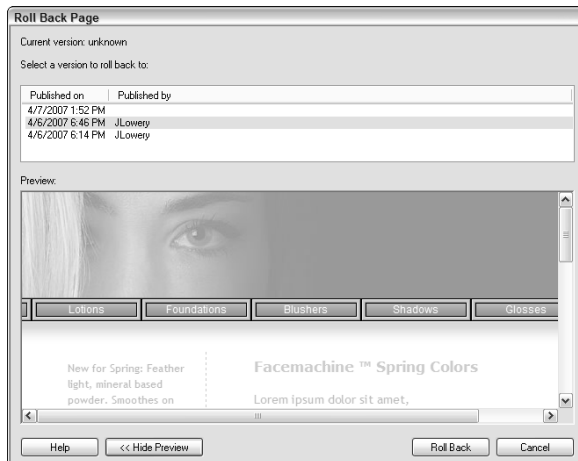 Roll Back Page
Current version: unknown
Select a version to roll back to:
Published on Published by
4/7/2007 1:52 PM
4/6/2007 6:46 PM JLowery
4/6/2007 6:14 PM JLowery
Preview:
Lotions Foundations Blushers Shadows Glosses
New for Spring: Feather
light, mineral based
powder. Smoothes on
Facemachine ™ Spring Colors
Lorem ipsum dolor sit amet,
Help << Hide Preview Roll Back Cancel